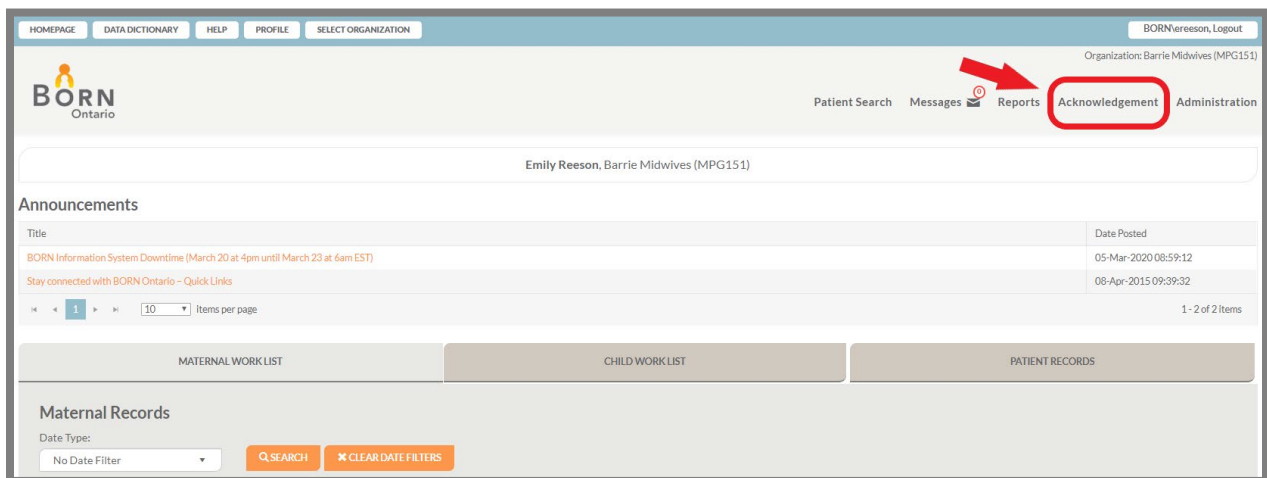 HOMEPAGE DATA DICTIONARY HELP PROFILE SELECT ORGANIZATION BORN\ereeson, Logout
Organization: Barrie Midwives (MPG151)
BORN
Ontario
Patient Search Messages 0 Reports Acknowledgement Administration
Emily Reeson, Barrie Midwives (MPG151)
Announcements
Title Date Posted
BORN Information System Downtime (March 20 at 4pm until March 23 at 6am EST) 05-Mar-2020 08:59:12
Stay connected with BORN Ontario – Quick Links 08-Apr-2015 09:39:32
1 10 items per page 1 - 2 of 2 items
MATERNAL WORK LIST CHILD WORK LIST PATIENT RECORDS
Maternal Records
Date Type:
No Date Filter SEARCH CLEAR DATE FILTERS